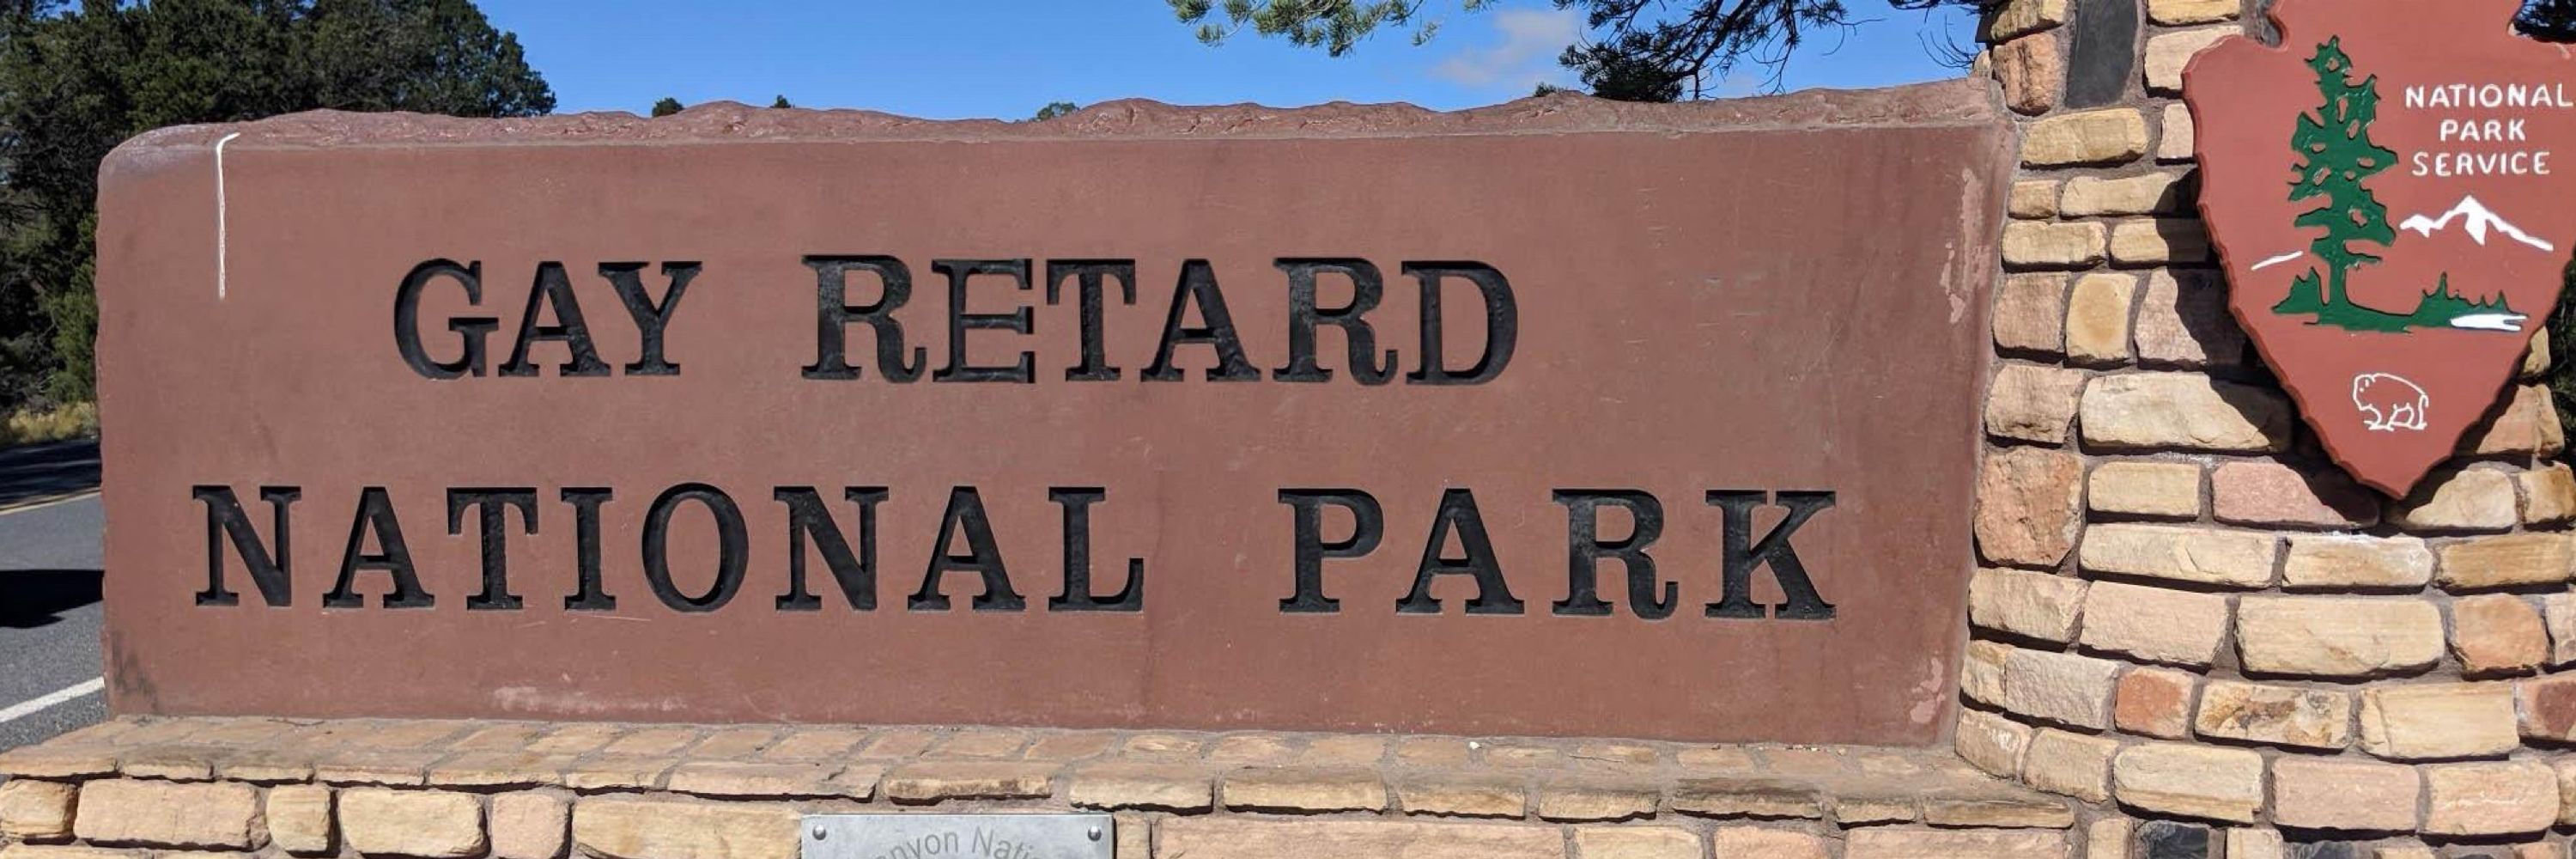 GAY RETARD
NATIONAL PARK
NATIONAL
PARK
SERVICE